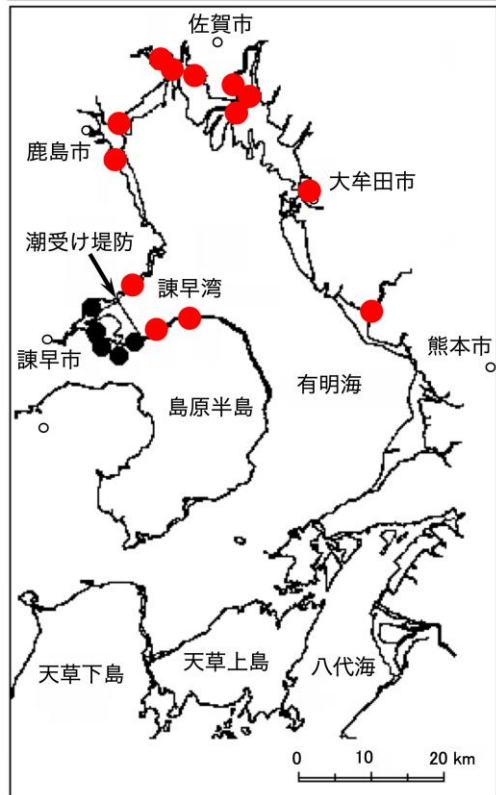 佐賀市
鹿島市
大牟田市
潮受け堤防
諫早湾
諫早市
熊本市
島原半島
有明海
天草下島
天草上島
八代海
0 10 20 km